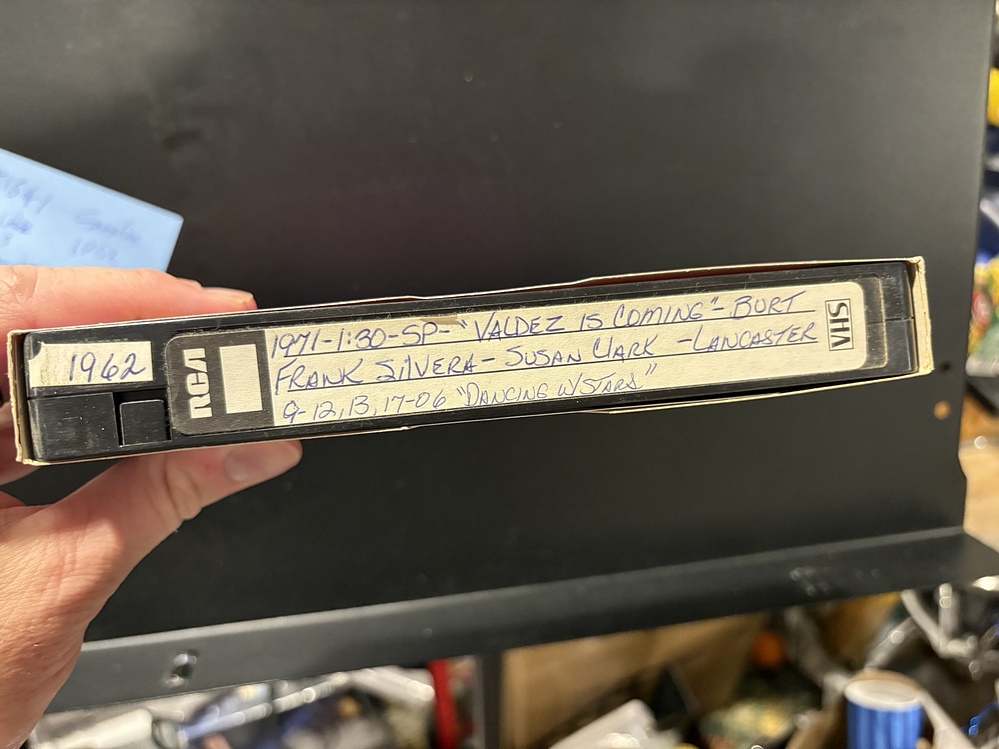 1962
RCA
1971-1:30-SP-"VALDEZ IS COMING"-BURT
FRANK SILVERA-SUSAN CLARK -LANCASTER
9-12,13,17-06 "DANCING W/STARS"
VHS